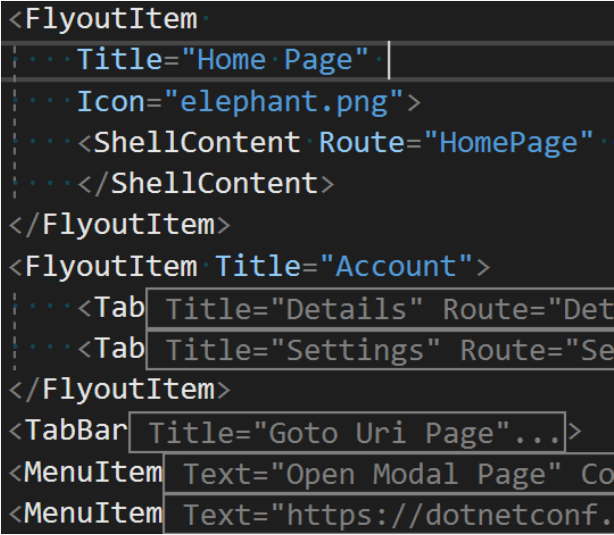 <FlyoutItem
Title="Home Page"
Icon="elephant.png">
<ShellContent Route="HomePage"
</ShellContent>
</FlyoutItem>
<FlyoutItem Title="Account">
<Tab Title="Details" Route="Det
<Tab Title="Settings" Route="Se
</FlyoutItem>
<TabBar Title="Goto Uri Page"...>
<MenuItem Text="Open Modal Page" Co
<MenuItem Text="https://dotnetconf.